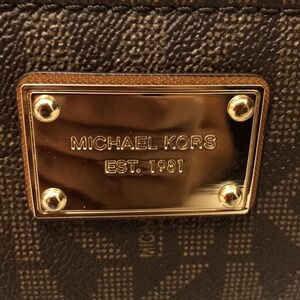 MICHAEL KORS
EST. 1981